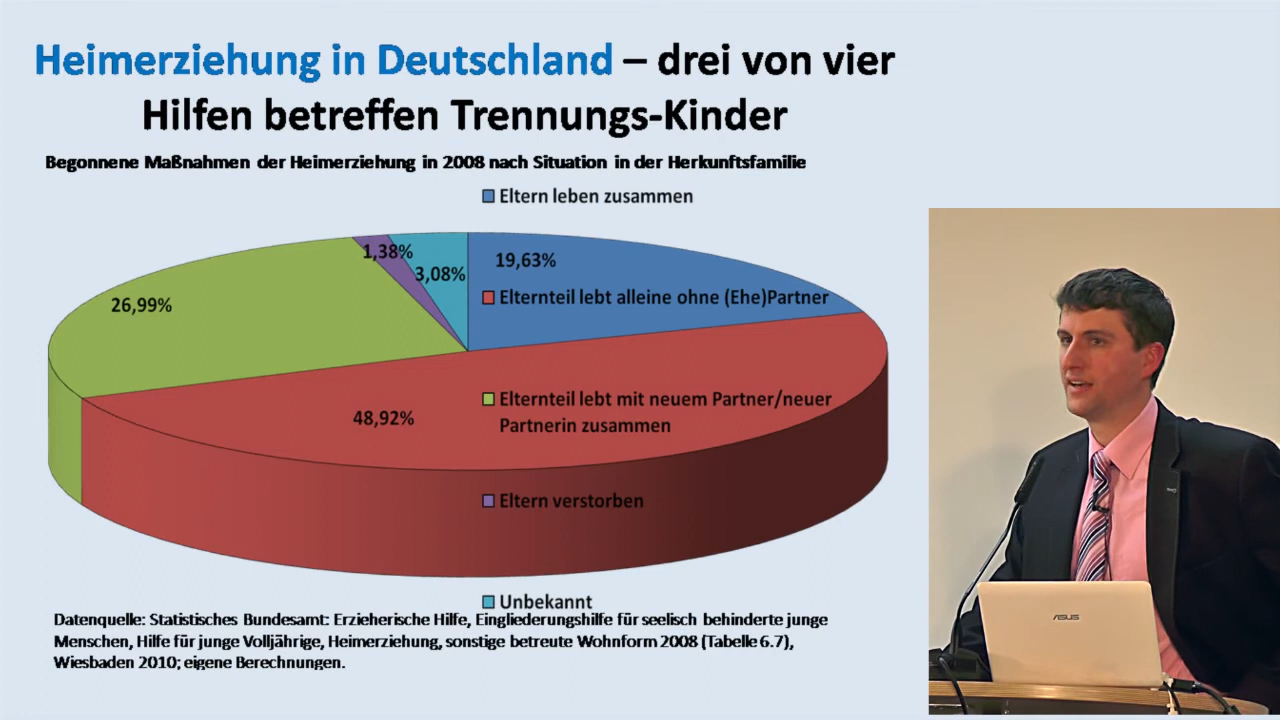 Heimerziehung in Deutschland – drei von vier
Hilfen betreffen Trennungs-Kinder
Begonnene Maßnahmen der Heimerziehung in 2008 nach Situation in der Herkunftsfamilie
Eltern leben zusammen
1,38%
3,08%
19,63%
26,99%
Elternteil lebt alleine ohne (Ehe)Partner
Elternteil lebt mit neuem Partner/neuer
Partnerin zusammen
48,92%
Eltern verstorben
Unbekannt
Datenquelle: Statistisches Bundesamt: Erzieherische Hilfe, Eingliederungshilfe für seelisch behinderte junge
Menschen, Hilfe für junge Volljährige, Heimerziehung, sonstige betreute Wohnform 2008 (Tabelle 6.7),
Wiesbaden 2010; eigene Berechnungen.
ASUS